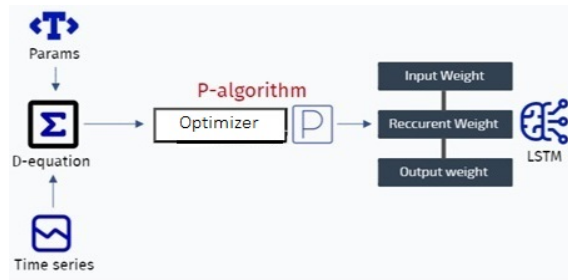 <T>
Params
P-algorithm
Σ
Optimizer
P
D-equation
Input Weight
Reccurent Weight
Output weight
LSTM
Time series